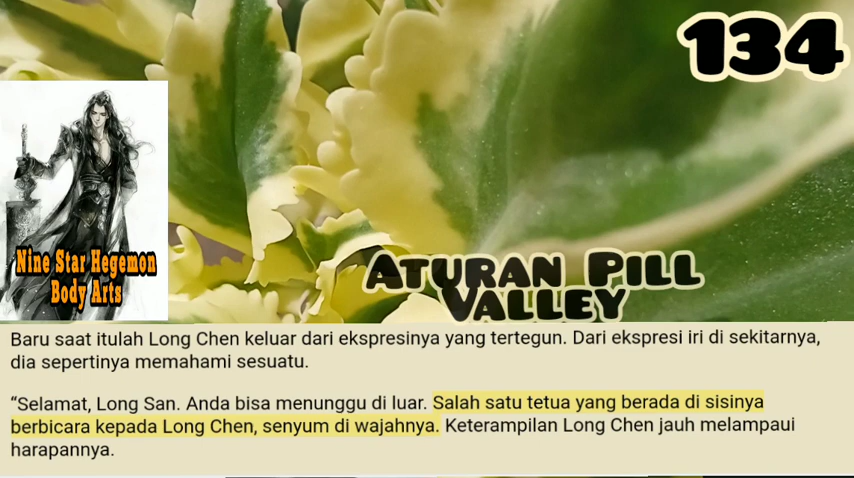 134
Nine Star Hegemon
Body Arts
ATURAN PILL
VALLEY
Baru saat itulah Long Chen keluar dari ekspresinya yang tertegun. Dari ekspresi iri di sekitarnya,
dia sepertinya memahami sesuatu.
“Selamat, Long San. Anda bisa menunggu di luar. Salah satu tetua yang berada di sisinya
berbicara kepada Long Chen, senyum di wajahnya. Keterampilan Long Chen jauh melampaui
harapannya.